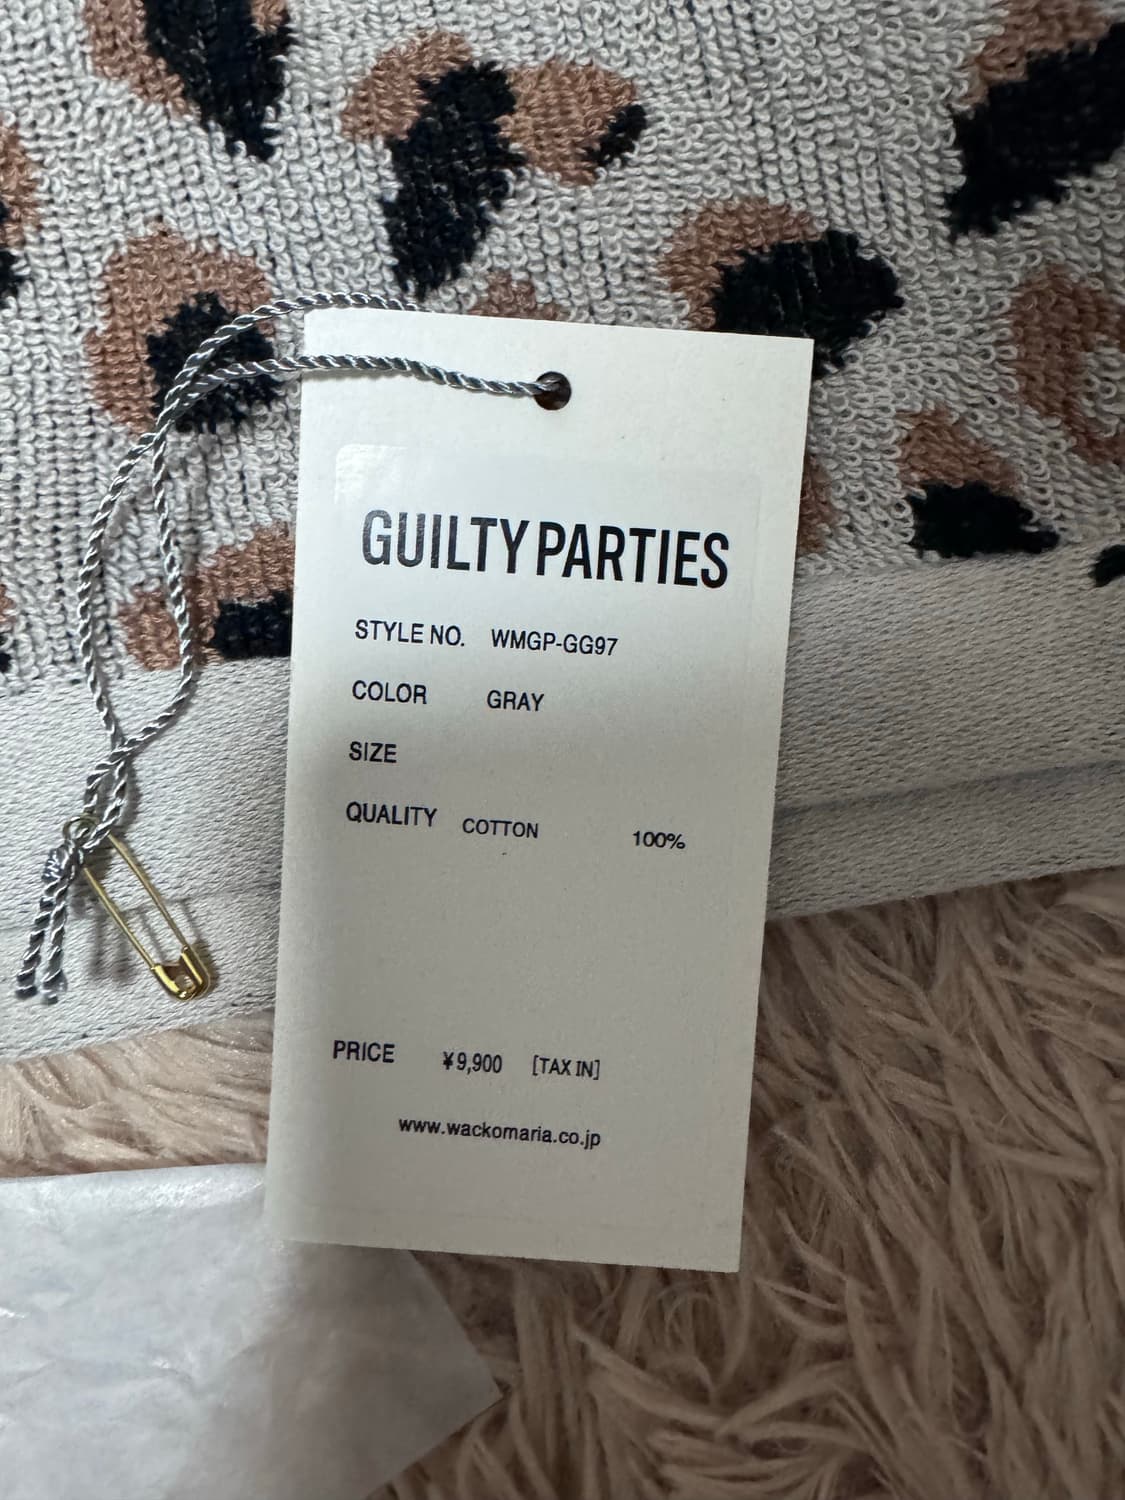 GUILTY PARTIES
STYLE NO. WMGP-GG97
COLOR GRAY
SIZE
QUALITY COTTON 100%
PRICE ¥9,900 [TAX IN]
www.wackomaria.co.jp